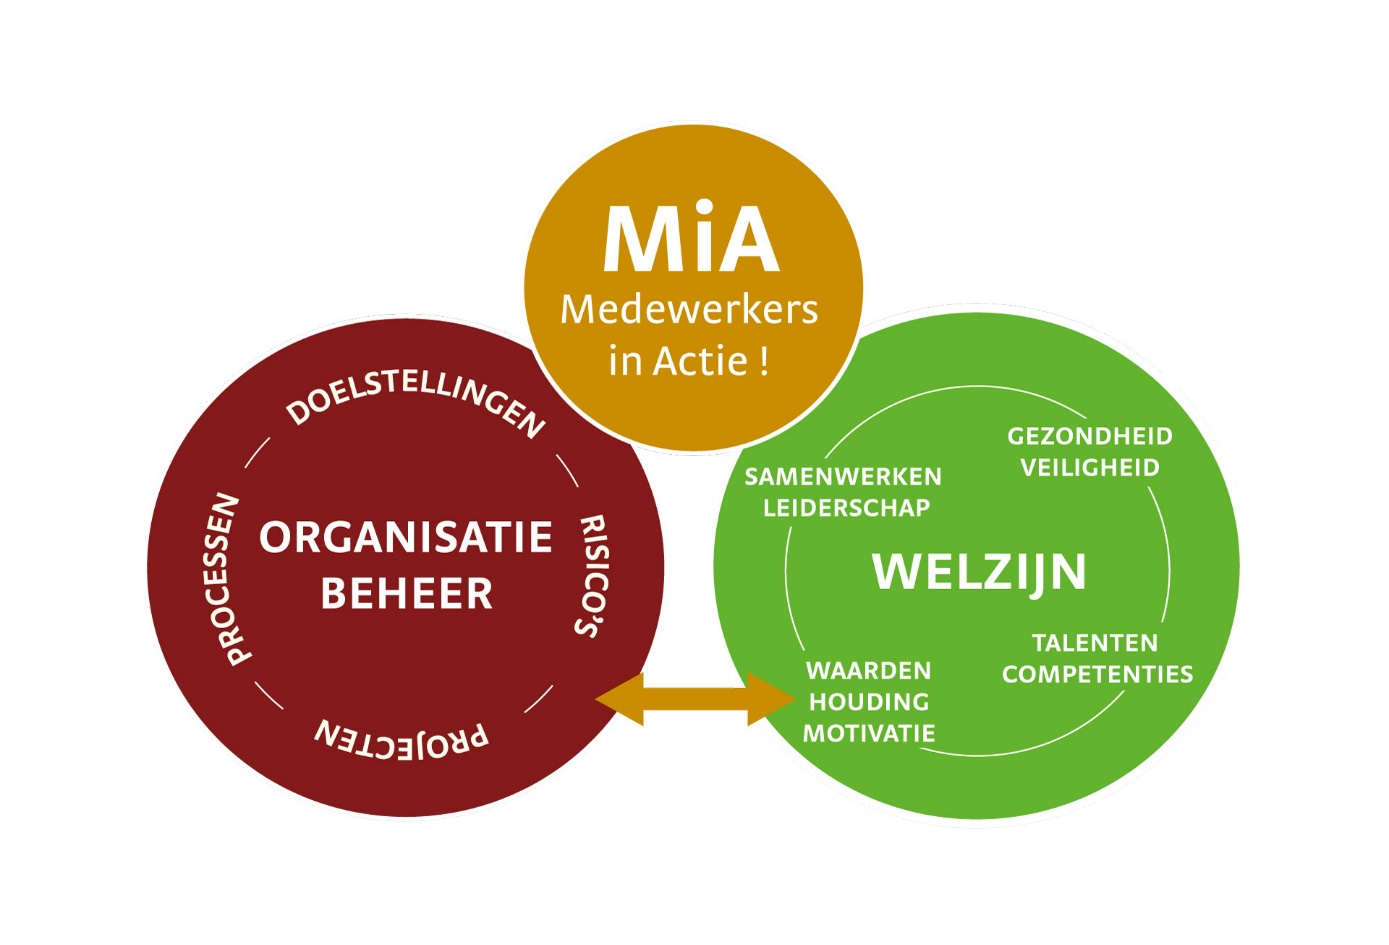 MiA
Medewerkers
in Actie !
DOELSTELLINGEN
RISICO’S
PROJECTEN
PROCESSEN
ORGANISATIE
BEHEER
GEZONDHEID
VEILIGHEID
SAMENWERKEN
LEIDERSCHAP
WELZIJN
TALENTEN
COMPETENTIES
WAARDEN
HOUDING
MOTIVATIE